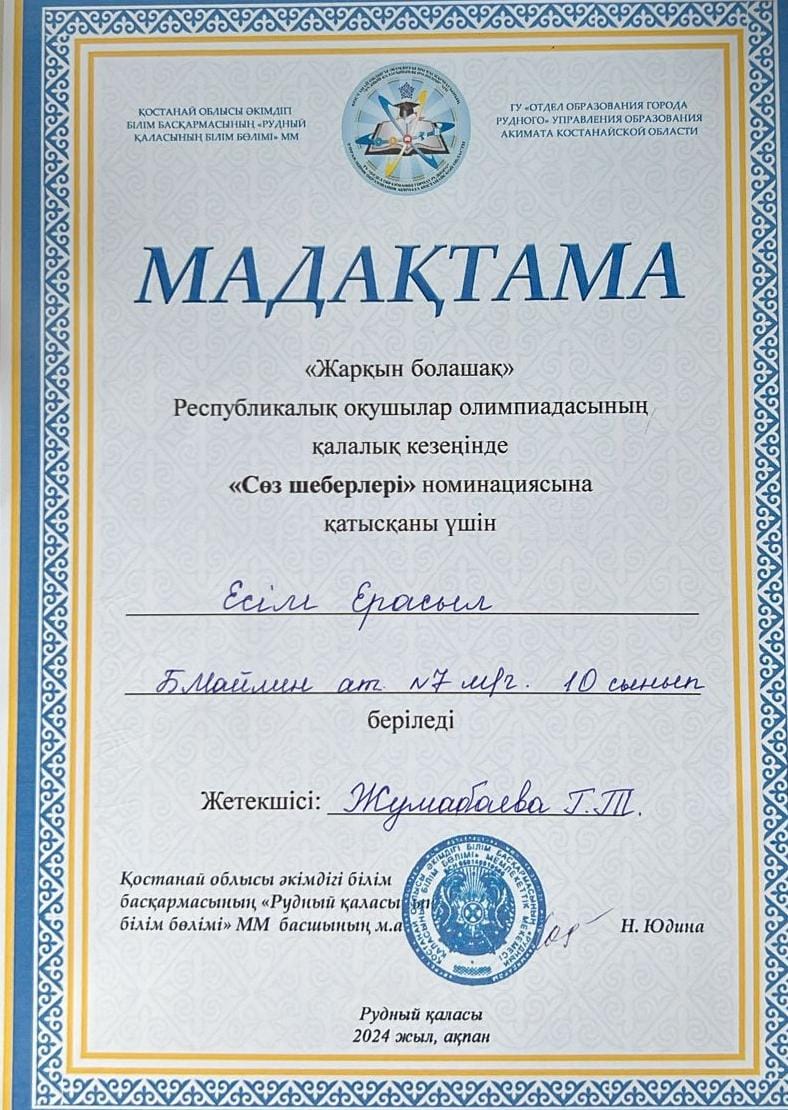 ҚОСТАНАЙ ОБЛЫСЫ ӘКІМДІГІ
БІЛІМ БАСҚАРМАСЫНЫҢ «РУДНЫЙ
ҚАЛАСЫНЫҢ БІЛІМ БӨЛІМІ» ММ
ГУ «ОТДЕЛ ОБРАЗОВАНИЯ ГОРОДА
РУДНОГО» УПРАВЛЕНИЯ ОБРАЗОВАНИЯ
АКИМАТА КОСТАНАЙСКОЙ ОБЛАСТИ
МАДАҚТАМА
«Жарқын болашақ»
Республикалық оқушылар олимпиадасының
қалалық кезеңінде
«Сөз шеберлері» номинациясына
қатысқаны үшін
Есім Ерасыл
Б Майлин ат. №7 мрг. 10 сынып
беріледі
Жетекшісі: Жумабаева Г.Т.
Қостанай облысы әкімдігі білім
басқармасының «Рудный қаласы
білім бөлімі» ММ басшының м.а
Н. Юдина
Рудный қаласы
2024 жыл, ақпан